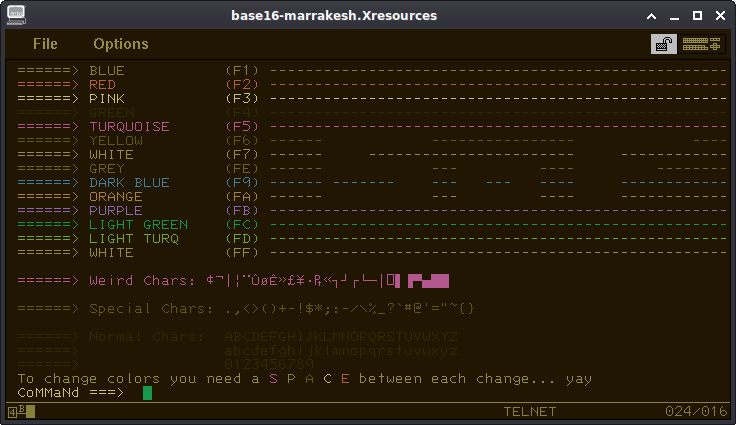 base16-marrakesh.Xresources
File Options
======> BLUE (F1) ----------------------------------------------------
======> RED (F2) ----------------------------------------------------
======> PINK (F3) ----------------------------------------------------
======> GREEN (F4) ----------------------------------------------------
======> TURQUOISE (F5) ----------------------------------------------------
======> YELLOW (F6) ------ ------------- ----
======> WHITE (F7) ------ ---------------------------- ------------
======> GREY (FE) ------ --- ---- ----
======> DARK BLUE (F9) ------ ------- --- --- ---- ------------
======> ORANGE (FA) ------ --- ---- ------------
======> PURPLE (FB) ----------------------------------------------------
======> LIGHT GREEN (FC) ----------------------------------------------------
======> LIGHT TURQ (FD) ----------------------------------------------------
======> WHITE (FF) ----------------------------------------------------
======> Weird Chars: ¢¬|¦¨ÛøÊ»£¥·₧«┐┘┌└─│
======> Special Chars: .,<>()+-!$*;:-/\%_?`#@'="~{}
======> Normal Chars: ABCDEFGHIJKLMNOPQRSTUVWXYZ
abcdefghijklmnopqrstuvwxyz
0123456789
To change colors you need a S P A C E between each change... yay
CoMMaNd ===>
4 B TELNET 024/016